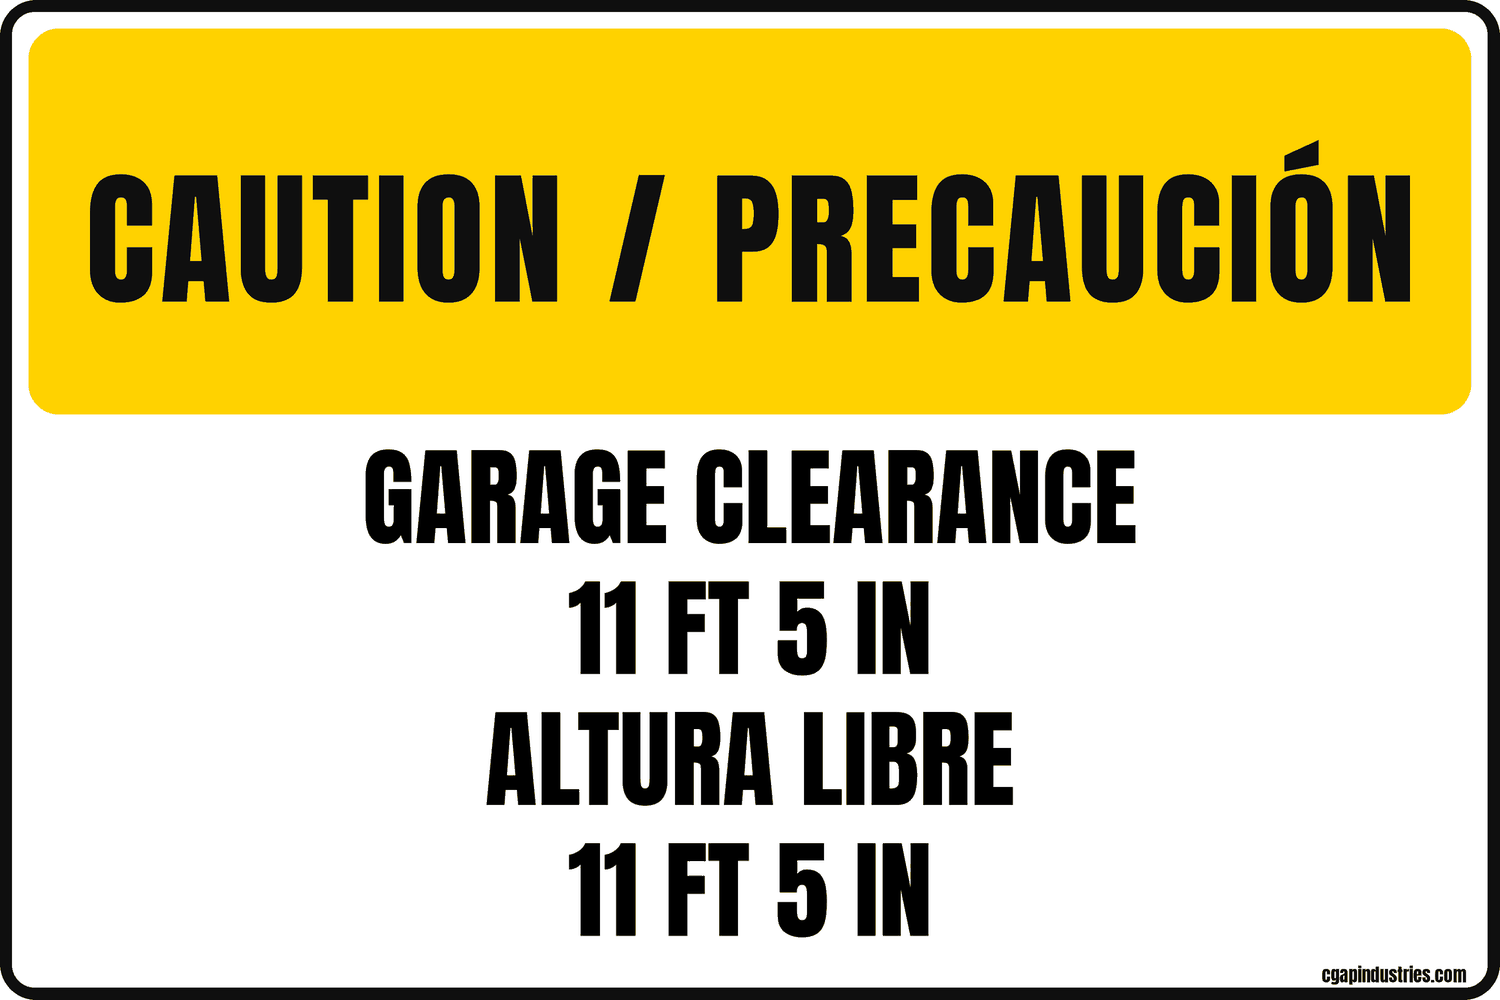 CAUTION / PRECAUCIÓN
GARAGE CLEARANCE
11 FT 5 IN
ALTURA LIBRE
11 FT 5 IN
cgapindustries.com